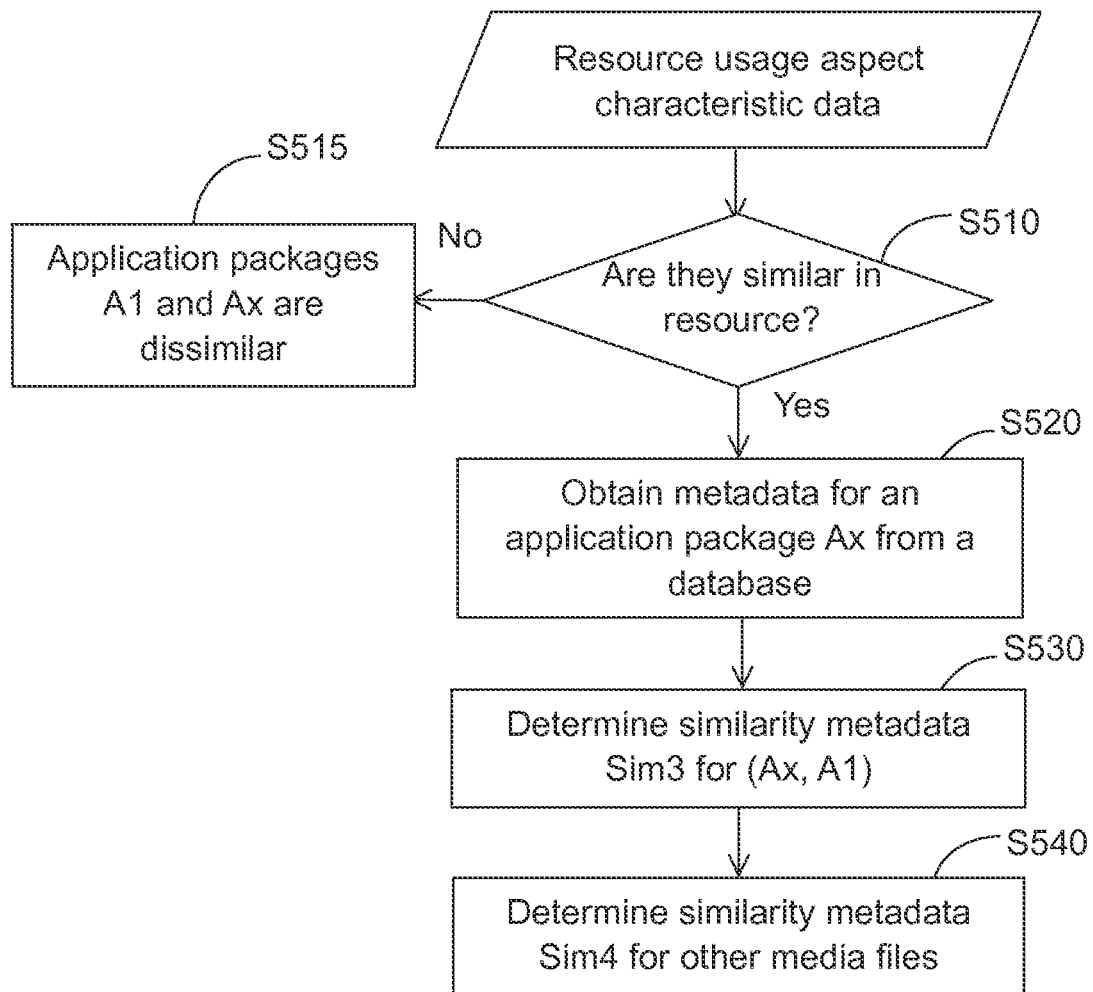 Resource usage aspect
characteristic data
S515
S510
No
Application packages
A1 and Ax are
dissimilar
Are they similar in
resource?
Yes
S520
Obtain metadata for an
application package Ax from a
database
S530
Determine similarity metadata
Sim3 for (Ax, A1)
S540
Determine similarity metadata
Sim4 for other media files